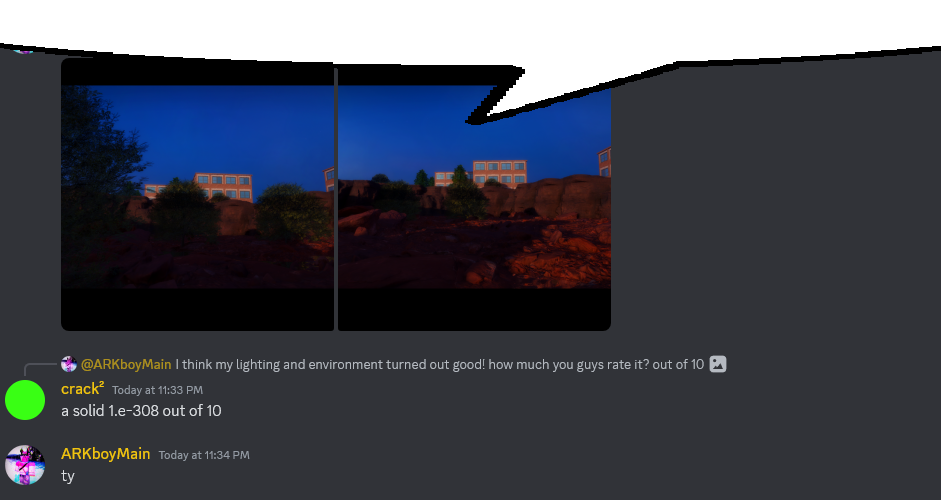 @ARKboyMain I think my lighting and environment turned out good! how much you guys rate it? out of 10
crack² Today at 11:33 PM
a solid 1.e-308 out of 10
ARKboyMain Today at 11:34 PM
ty